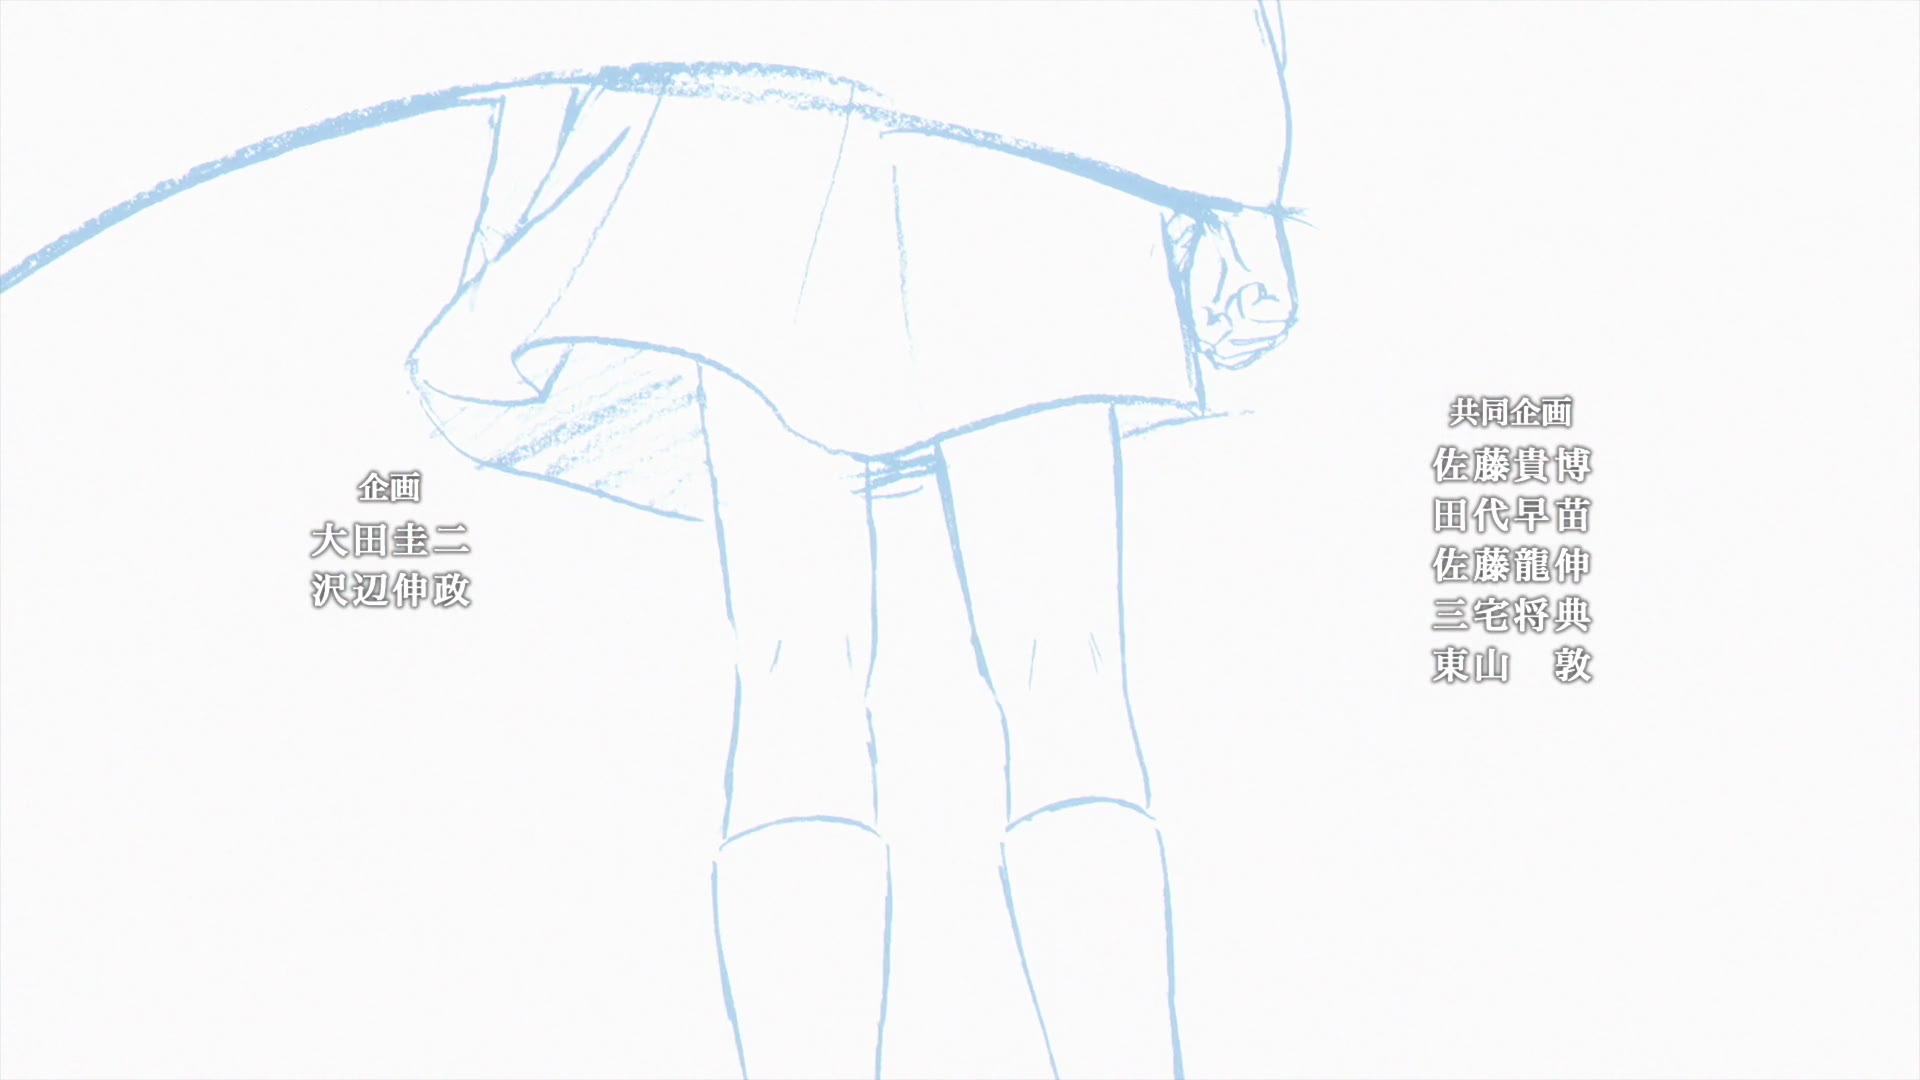 企画
大田圭二
沢辺伸政
共同企画
佐藤貴博
田代早苗
佐藤龍伸
三宅将典
東山　敦